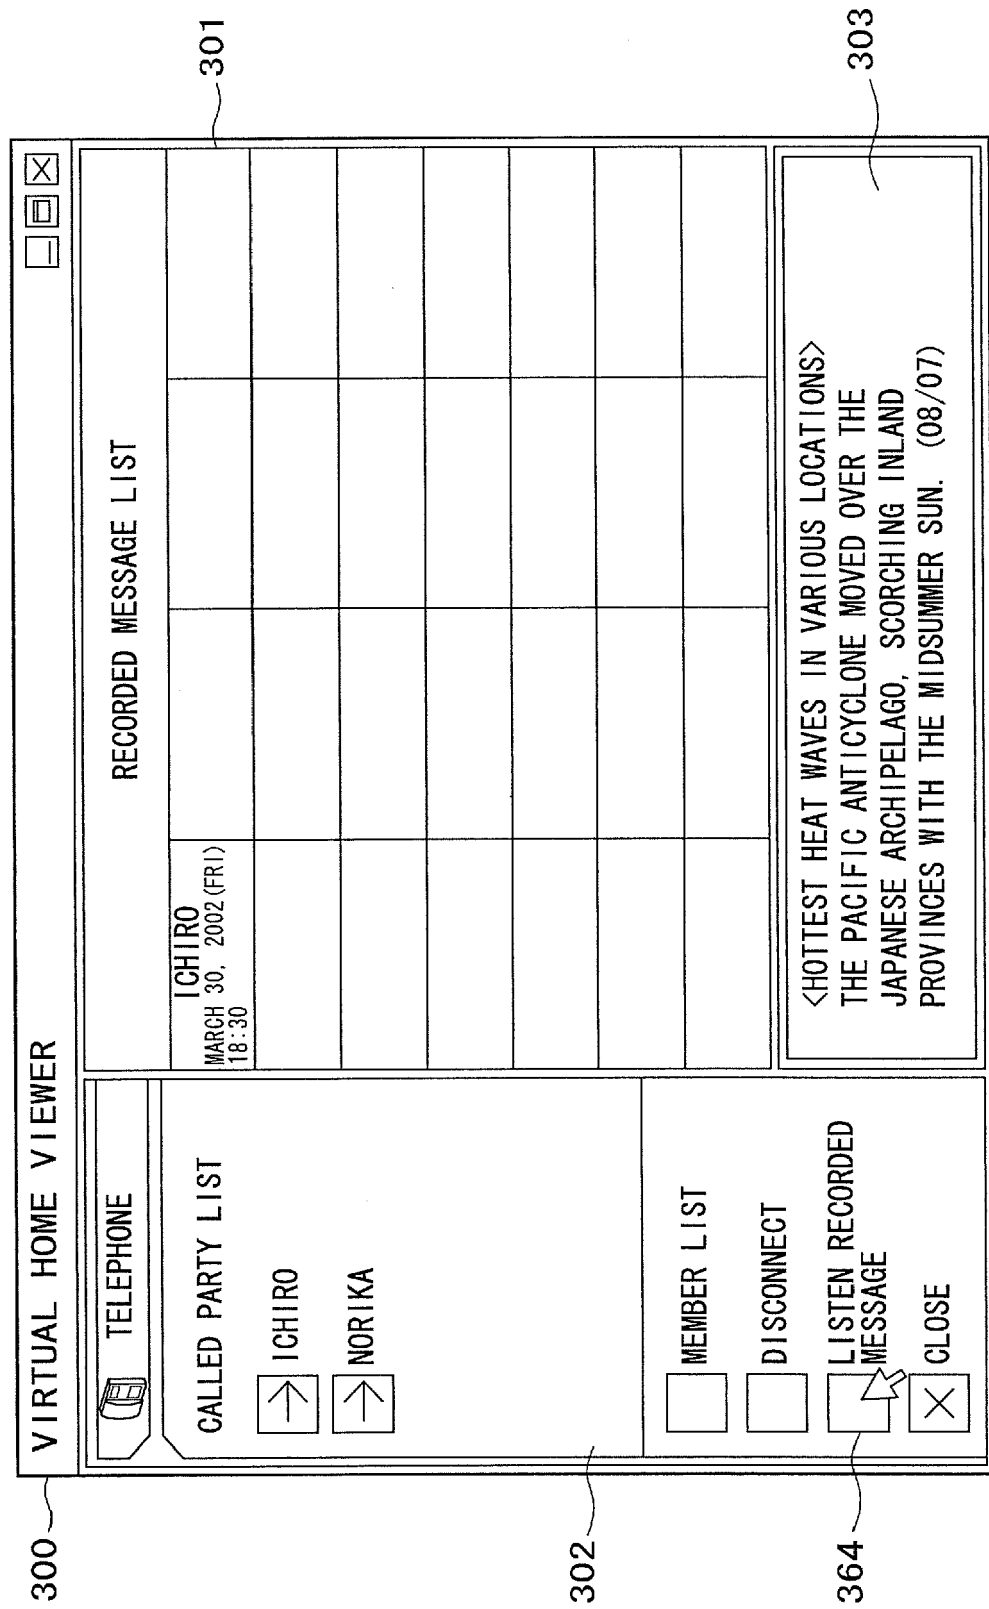 VIRTUAL HOME VIEWER
TELEPHONE
CALLED PARTY LIST
ICHIRO
NORIKA
MEMBER LIST
DISCONNECT
LISTEN RECORDED
MESSAGE
CLOSE
RECORDED MESSAGE LIST
ICHIRO
MARCH 30, 2002(FRI)
18:30
<HOTTEST HEAT WAVES IN VARIOUS LOCATIONS>
THE PACIFIC ANTICYCLONE MOVED OVER THE
JAPANESE ARCHIPELAGO, SCORCHING INLAND
PROVINCES WITH THE MIDSUMMER SUN. (08/07)
300
301
302
303
364